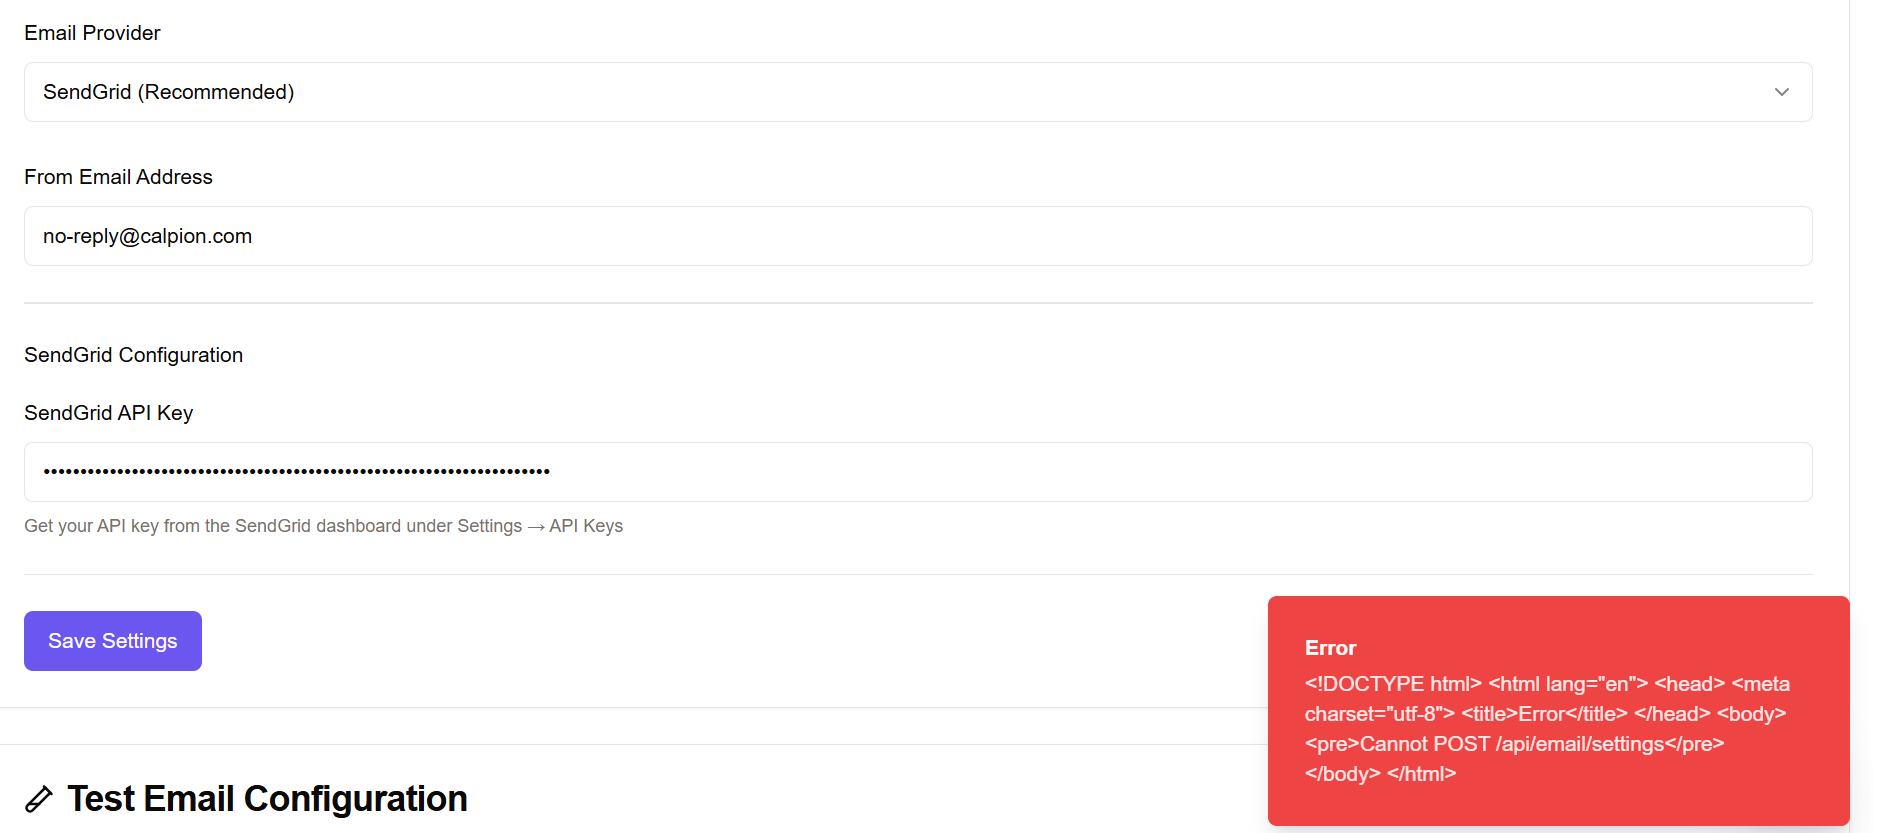 Email Provider
SendGrid (Recommended)
From Email Address
no-reply@calpion.com
SendGrid Configuration
SendGrid API Key
••••••••••••••••••••••••••••••••••••••••••••••••••••••••••••••••••••••
Get your API key from the SendGrid dashboard under Settings → API Keys
Save Settings
Error
<!DOCTYPE html> <html lang="en"> <head> <meta
charset="utf-8"> <title>Error</title> </head> <body>
<pre>Cannot POST /api/email/settings</pre>
</body> </html>
Test Email Configuration